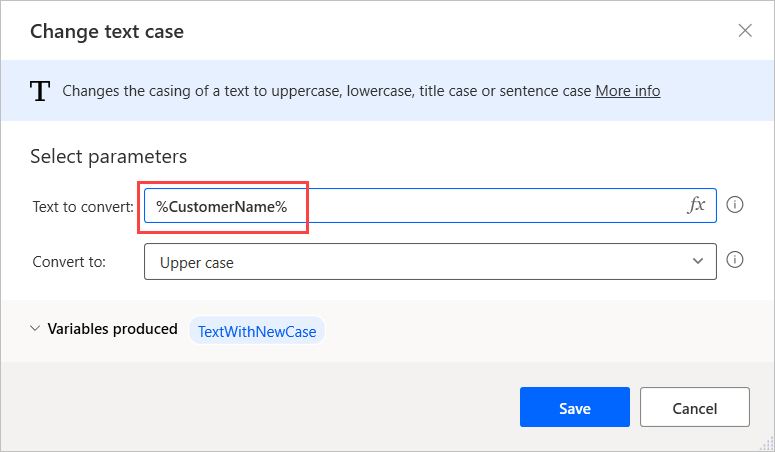 Change text case
T Changes the casing of a text to uppercase, lowercase, title case or sentence case More info
Select parameters
Text to convert: %CustomerName% fx
Convert to: Upper case
Variables produced TextWithNewCase
Save Cancel